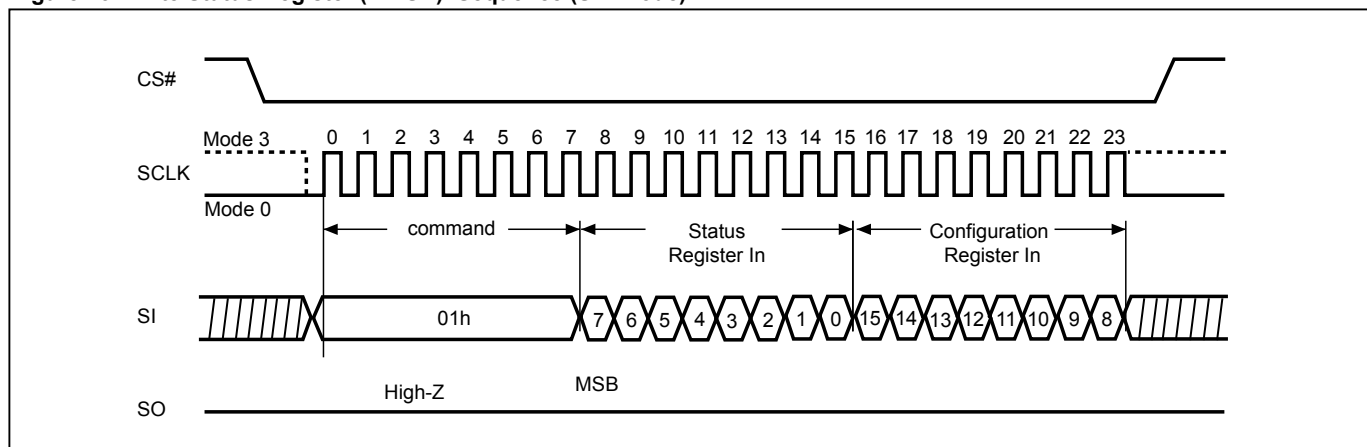 CS#
Mode 3
0 1 2 3 4 5 6 7 8 9 10 11 12 13 14 15 16 17 18 19 20 21 22 23
SCLK
Mode 0
command
Status
Register In
Configuration
Register In
SI
01h
7 6 5 4 3 2 1 0 15 14 13 12 11 10 9 8
High-Z
MSB
SO